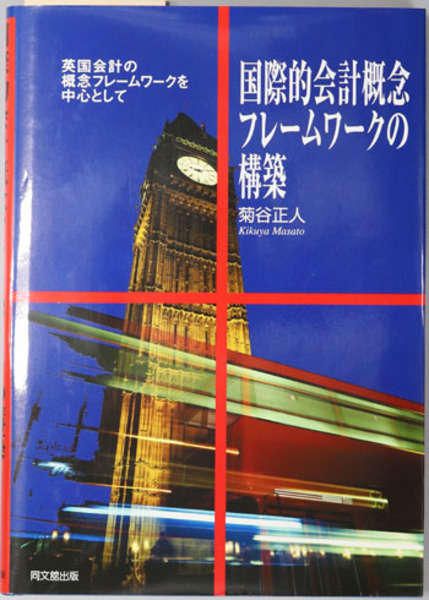 英国会計の
概念フレームワークを
中心として
国際的会計概念
フレームワークの
構築
菊谷正人
Kikuya Masato
同文舘出版